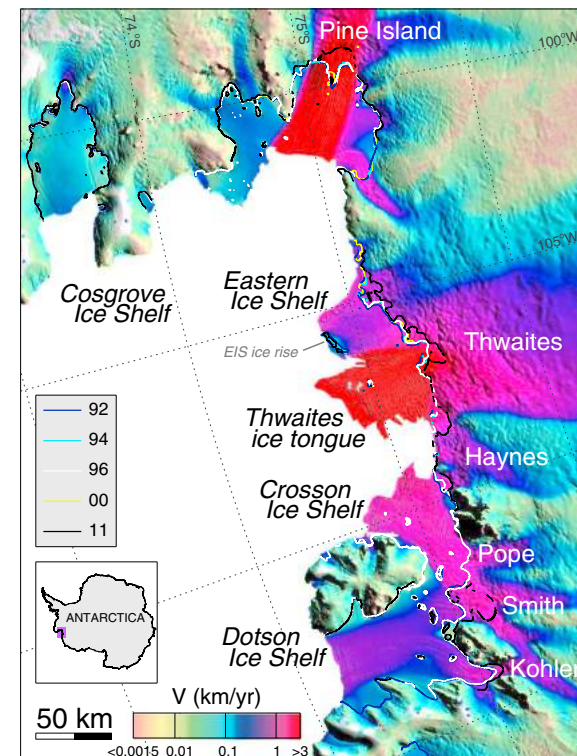 Pine Island
74°S
75°S
100°W
105°W
Cosgrove
Ice Shelf
Eastern
Ice Shelf
EIS ice rise
Thwaites
Thwaites
ice tongue
Haynes
Crosson
Ice Shelf
Pope
Smith
Dotson
Ice Shelf
Kohler
92
94
96
00
11
ANTARCTICA
50 km
V (km/yr)
<0.0015 0.01 0.1 1 >3